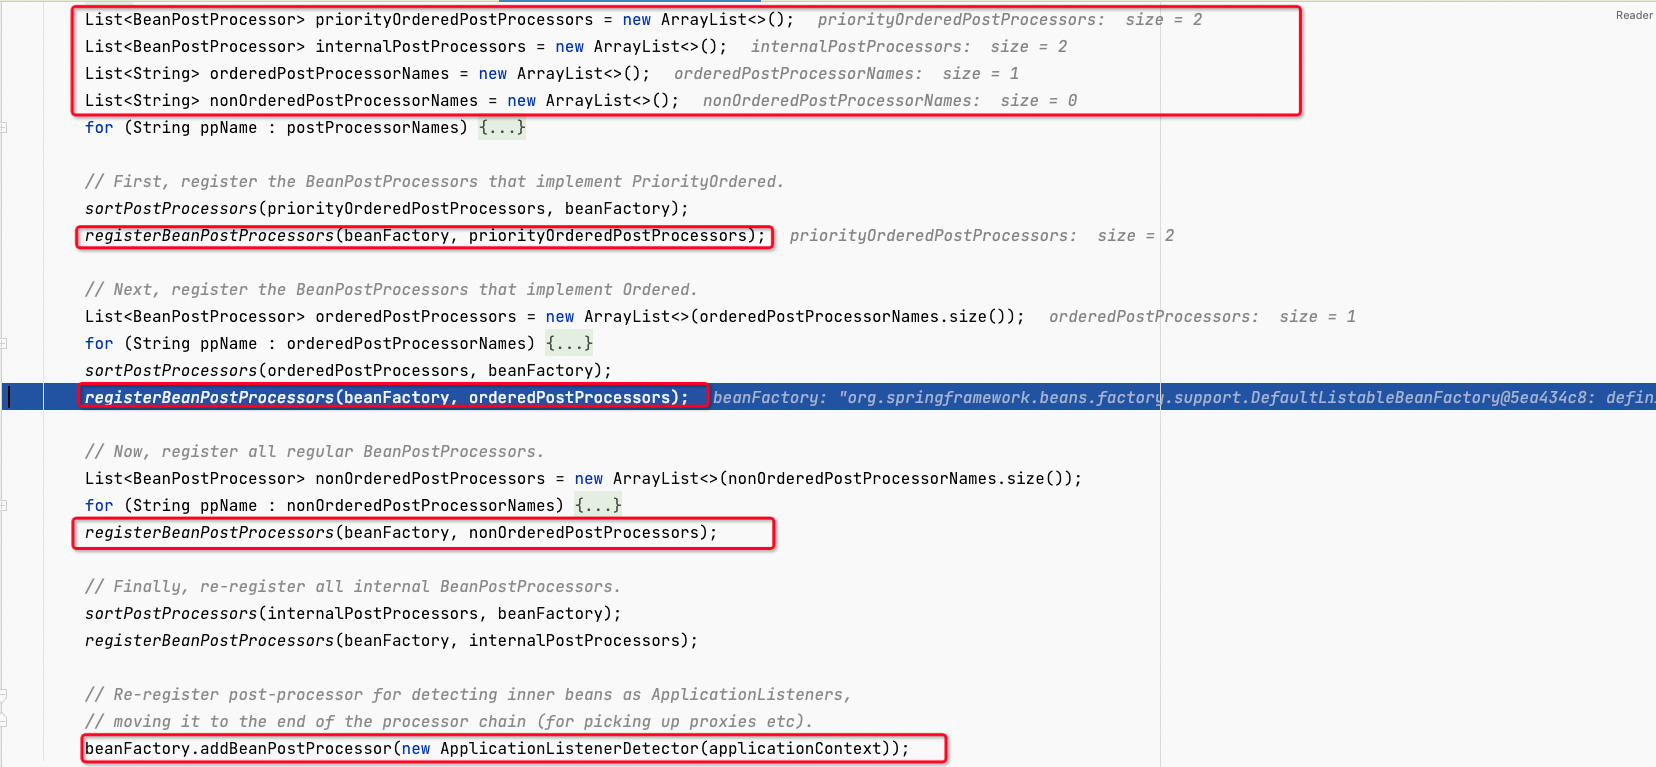 List<BeanPostProcessor> priorityOrderedPostProcessors = new ArrayList<>(); priorityOrderedPostProcessors: size = 2
Reader
List<BeanPostProcessor> internalPostProcessors = new ArrayList<>(); internalPostProcessors: size = 2
List<String> orderedPostProcessorNames = new ArrayList<>(); orderedPostProcessorNames: size = 1
List<String> nonOrderedPostProcessorNames = new ArrayList<>(); nonOrderedPostProcessorNames: size = 0
for (String ppName : postProcessorNames) {...}
// First, register the BeanPostProcessors that implement PriorityOrdered.
sortPostProcessors(priorityOrderedPostProcessors, beanFactory);
registerBeanPostProcessors(beanFactory, priorityOrderedPostProcessors); priorityOrderedPostProcessors: size = 2
// Next, register the BeanPostProcessors that implement Ordered.
List<BeanPostProcessor> orderedPostProcessors = new ArrayList<>(orderedPostProcessorNames.size()); orderedPostProcessors: size = 1
for (String ppName : orderedPostProcessorNames) {...}
sortPostProcessors(orderedPostProcessors, beanFactory);
registerBeanPostProcessors(beanFactory, orderedPostProcessors); beanFactory: "org.springframework.beans.factory.support.DefaultListableBeanFactory@5ea434c8: defin
// Now, register all regular BeanPostProcessors.
List<BeanPostProcessor> nonOrderedPostProcessors = new ArrayList<>(nonOrderedPostProcessorNames.size());
for (String ppName : nonOrderedPostProcessorNames) {...}
registerBeanPostProcessors(beanFactory, nonOrderedPostProcessors);
// Finally, re-register all internal BeanPostProcessors.
sortPostProcessors(internalPostProcessors, beanFactory);
registerBeanPostProcessors(beanFactory, internalPostProcessors);
// Re-register post-processor for detecting inner beans as ApplicationListeners,
// moving it to the end of the processor chain (for picking up proxies etc).
beanFactory.addBeanPostProcessor(new ApplicationListenerDetector(applicationContext));